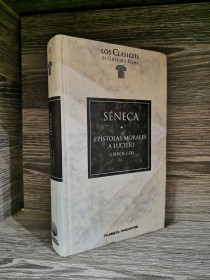 LOS CLÁSICOS
DE GRECIA Y ROMA
SÉNECA
EPÍSTOLAS MORALES
A LUCILIO
PLANETA DEAGOSTINI